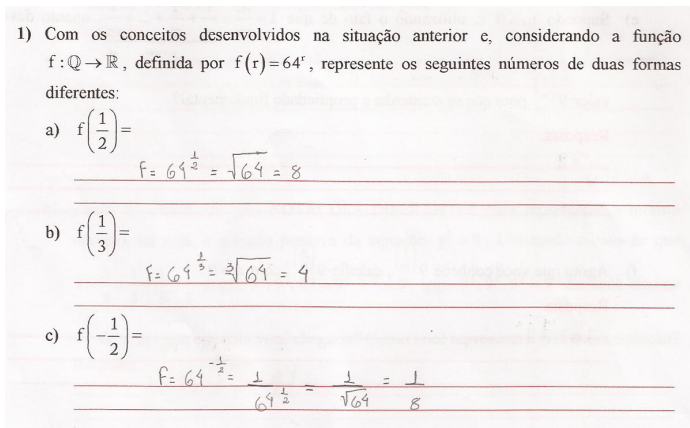 1) Com os conceitos desenvolvidos na situação anterior e, considerando a função
f : ℚ → ℝ, definida por f(r) = 64^r, represente os seguintes números de duas formas
diferentes:
a) f(1/2) =
F = 64^(1/2) = √64 = 8
b) f(1/3) =
F = 64^(1/3) = ∛64 = 4
c) f(-1/2) =
F = 64^(-1/2) = 1/64^(1/2) = 1/√64 = 1/8